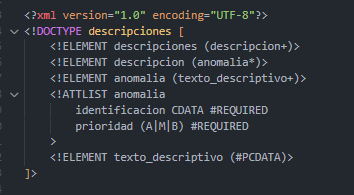 <?xml version="1.0" encoding="UTF-8"?>
<!DOCTYPE descripciones [
<!ELEMENT descripciones (descripcion+)>
<!ELEMENT descripcion (anomalia*)>
<!ELEMENT anomalia (texto_descriptivo+)>
<!ATTLIST anomalia
identificacion CDATA #REQUIRED
prioridad (A|M|B) #REQUIRED
>
<!ELEMENT texto_descriptivo (#PCDATA)>
]>